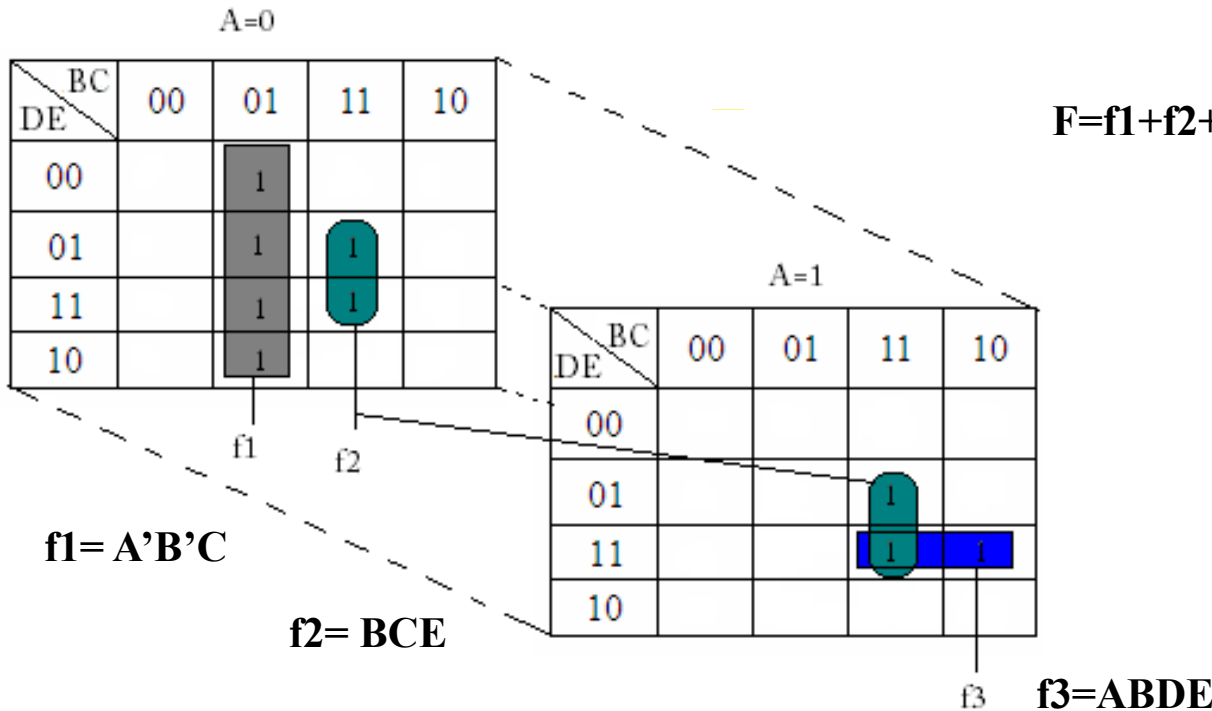 A=0
BC
DE
00 01 11 10
00 1
01 1 1
11 1 1
10 1
f1
f2
F=f1+f2+
A=1
BC
DE
00 01 11 10
00
01 1
11 1 1
10
f3
f1= A’B’C
f2= BCE
f3=ABDE